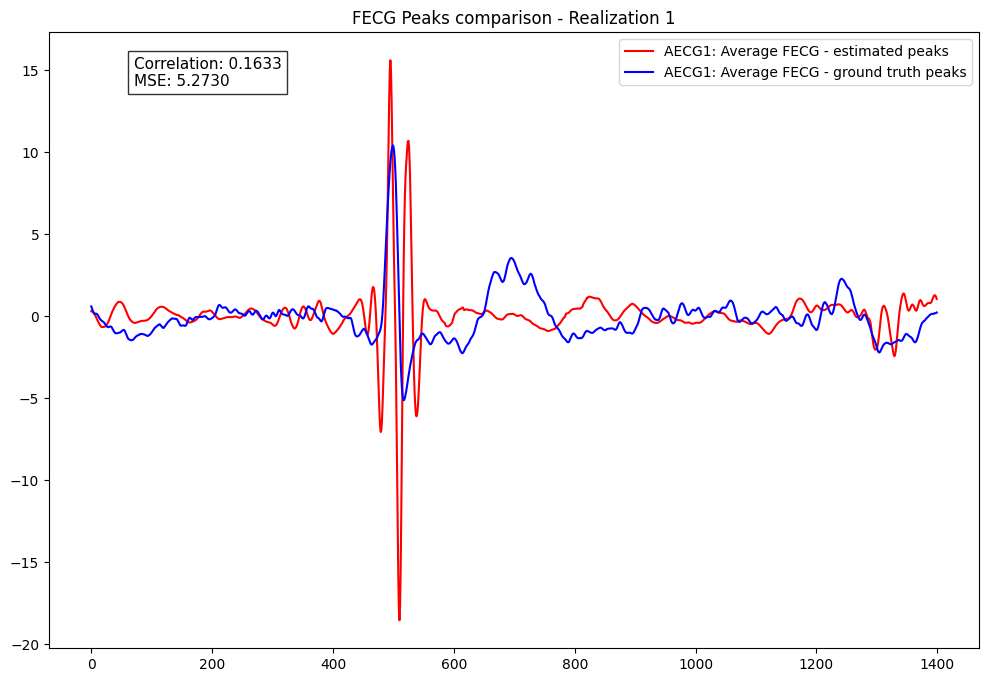 FECG Peaks comparison - Realization 1
Correlation: 0.1633
MSE: 5.2730
AECG1: Average FECG - estimated peaks
AECG1: Average FECG - ground truth peaks
15
10
5
0
−5
−10
−15
−20
0 200 400 600 800 1000 1200 1400